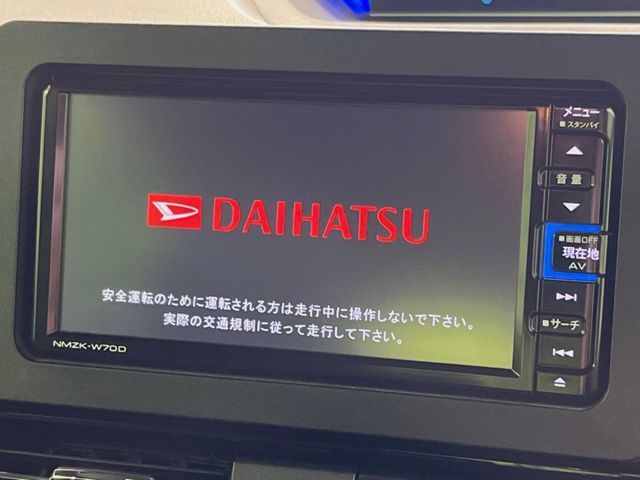 DAIHATSU
安全運転のために運転される方は走行中に操作しないで下さい。
実際の交通規制に従って走行して下さい。
NMZK-W70D
メニュー
スタンバイ
音量
画面OFF
現在地
AV
サーチ